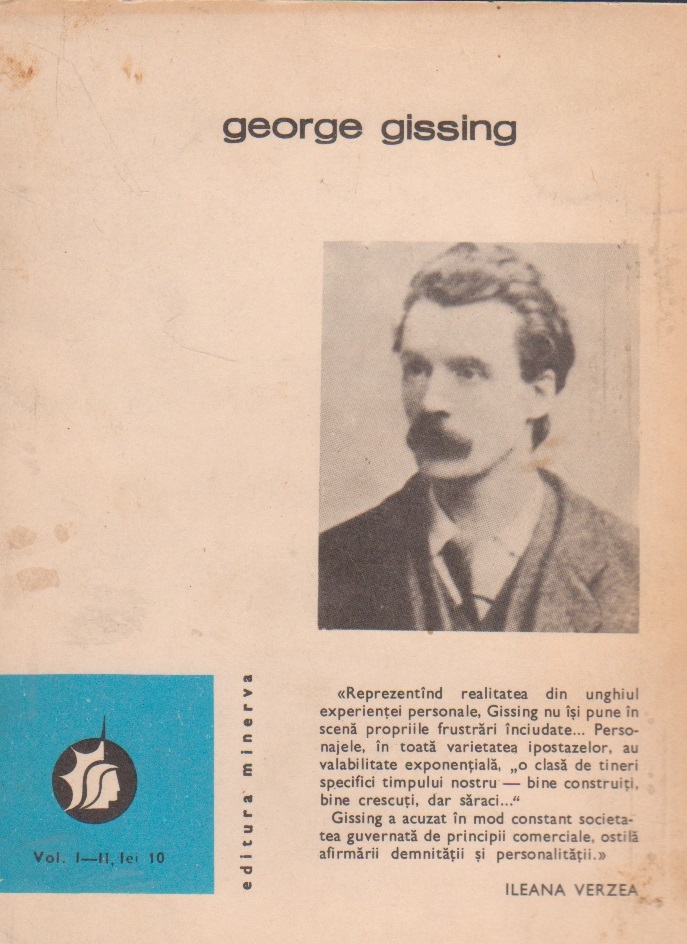 george gissing
«Reprezentînd realitatea din unghiul
experienței personale, Gissing nu își pune în
scenă propriile frustrări înciudate... Perso-
najele, în toată varietatea ipostazelor, au
valabilitate exponențială, „o clasă de tineri
specifici timpului nostru — bine construiți,
bine crescuți, dar săraci...“
Gissing a acuzat în mod constant societa-
tea guvernată de principii comerciale, ostilă
afirmării demnității și personalității.»
ILEANA VERZEA
editura minerva
Vol. I—II, lei 10